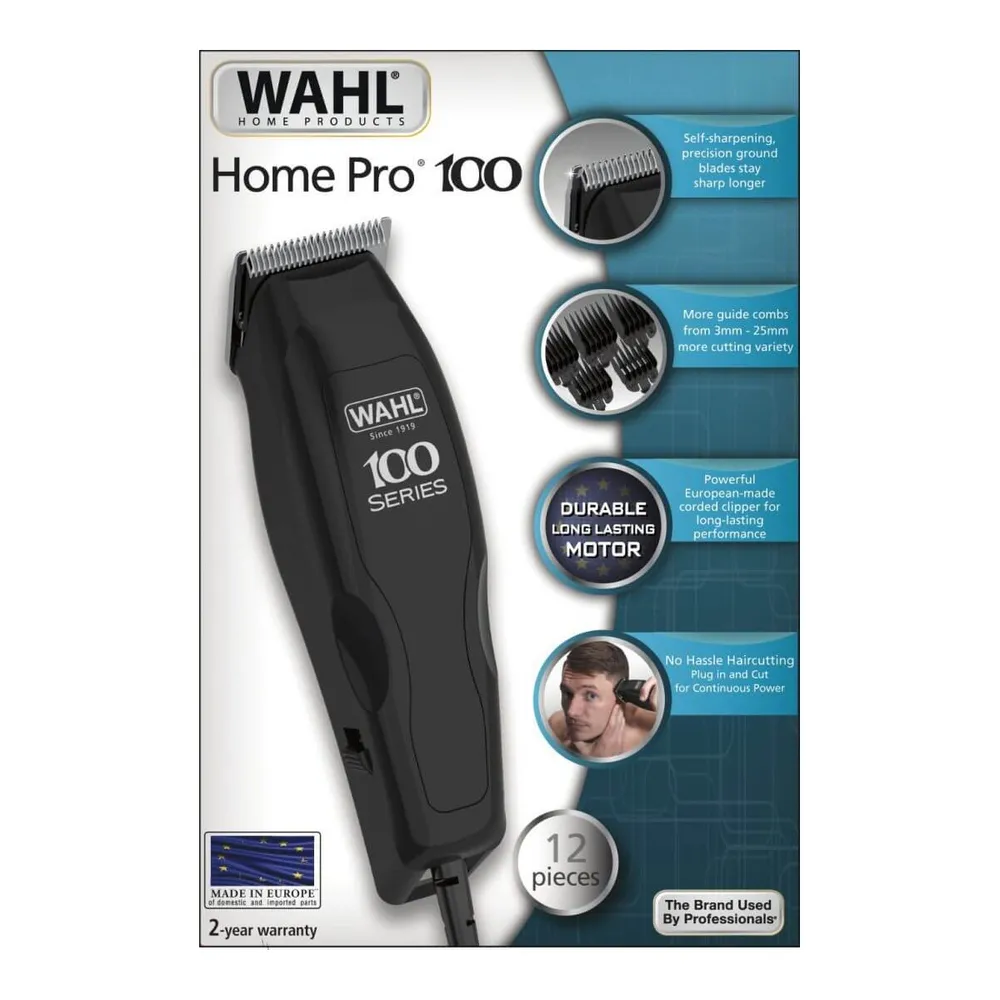 WAHL®
HOME PRODUCTS
Home Pro® 100
Self-sharpening,
precision ground
blades stay
sharp longer
More guide combs
from 3mm - 25mm
more cutting variety
WAHL®
Since 1919
100
SERIES
DURABLE
LONG LASTING
MOTOR
Powerful
European-made
corded clipper for
long-lasting
performance
No Hassle Haircutting
Plug in and Cut
for Continuous Power
12
pieces
MADE IN EUROPE
of domestic and imported parts
2-year warranty
The Brand Used
By Professionals®